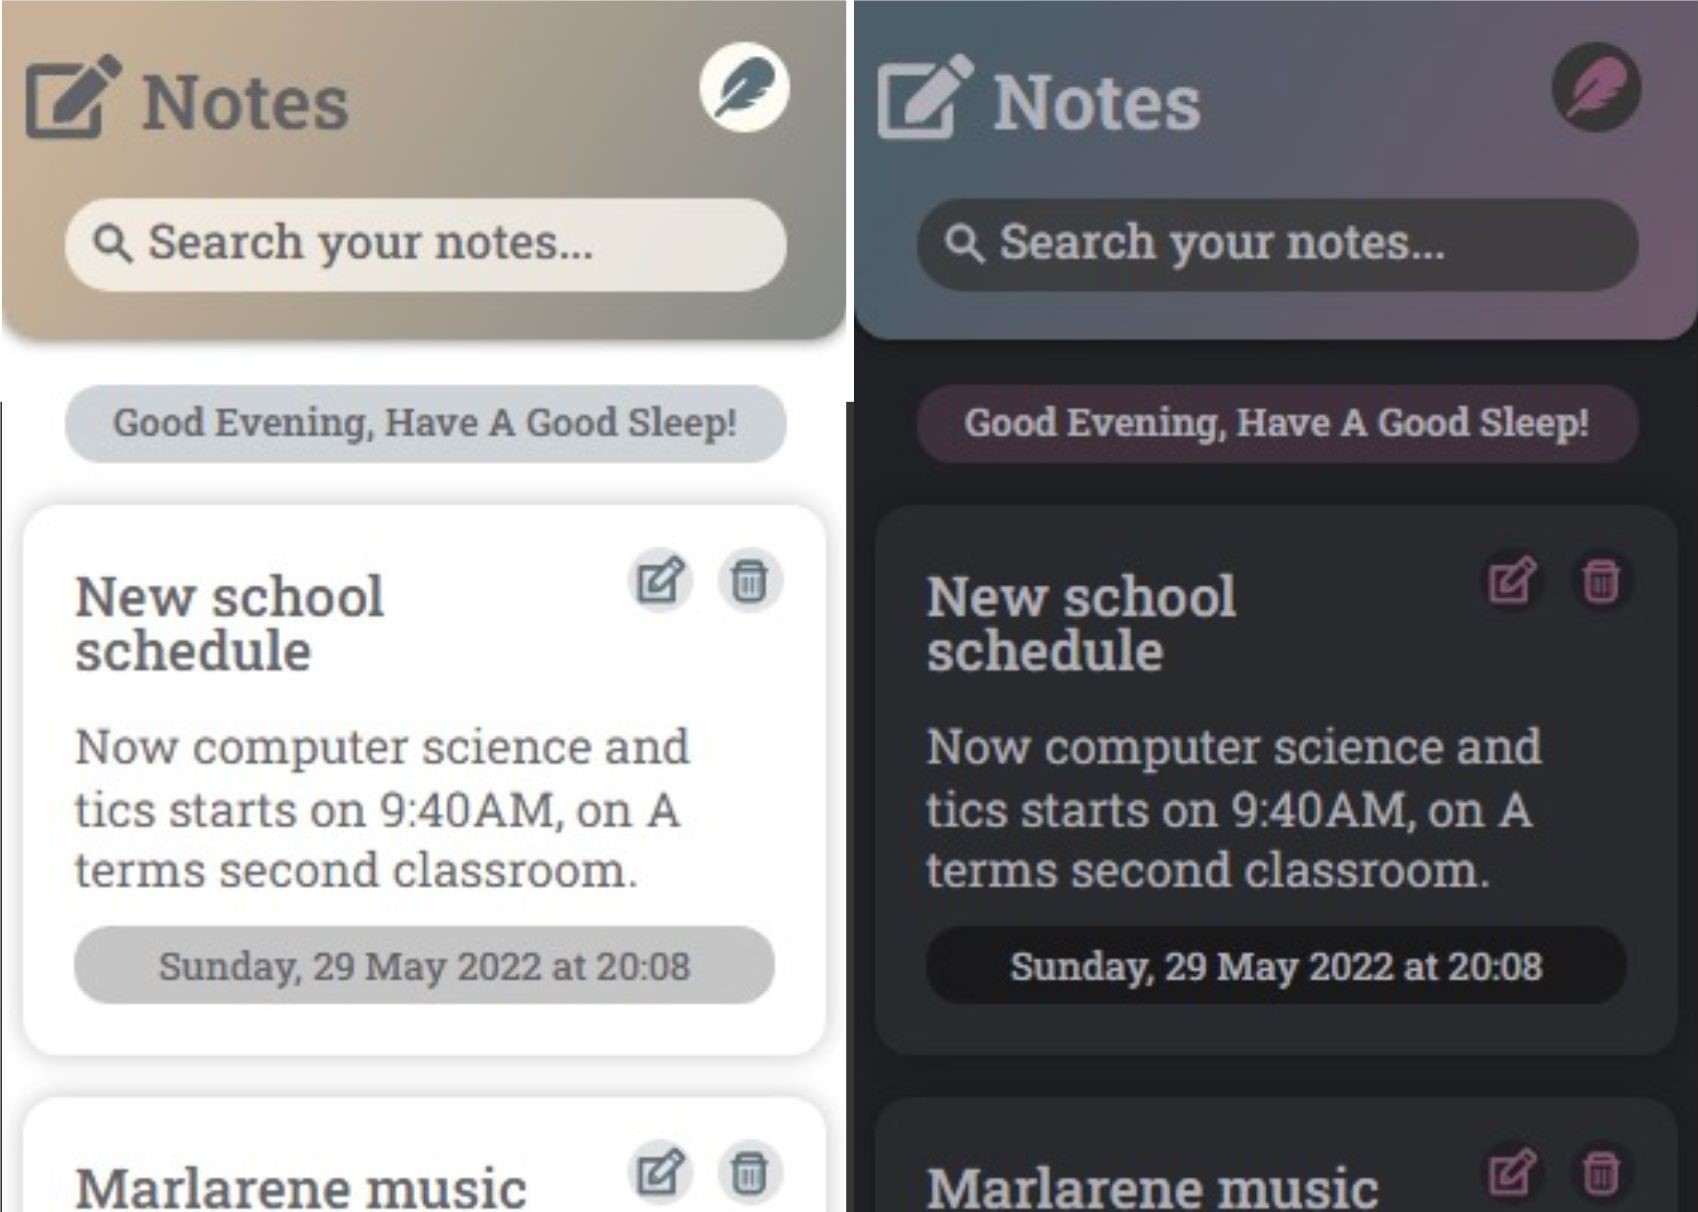 Notes
Search your notes...
Good Evening, Have A Good Sleep!
New school
schedule
Now computer science and
tics starts on 9:40AM, on A
terms second classroom.
Sunday, 29 May 2022 at 20:08
Marlarene music
Notes
Search your notes...
Good Evening, Have A Good Sleep!
New school
schedule
Now computer science and
tics starts on 9:40AM, on A
terms second classroom.
Sunday, 29 May 2022 at 20:08
Marlarene music